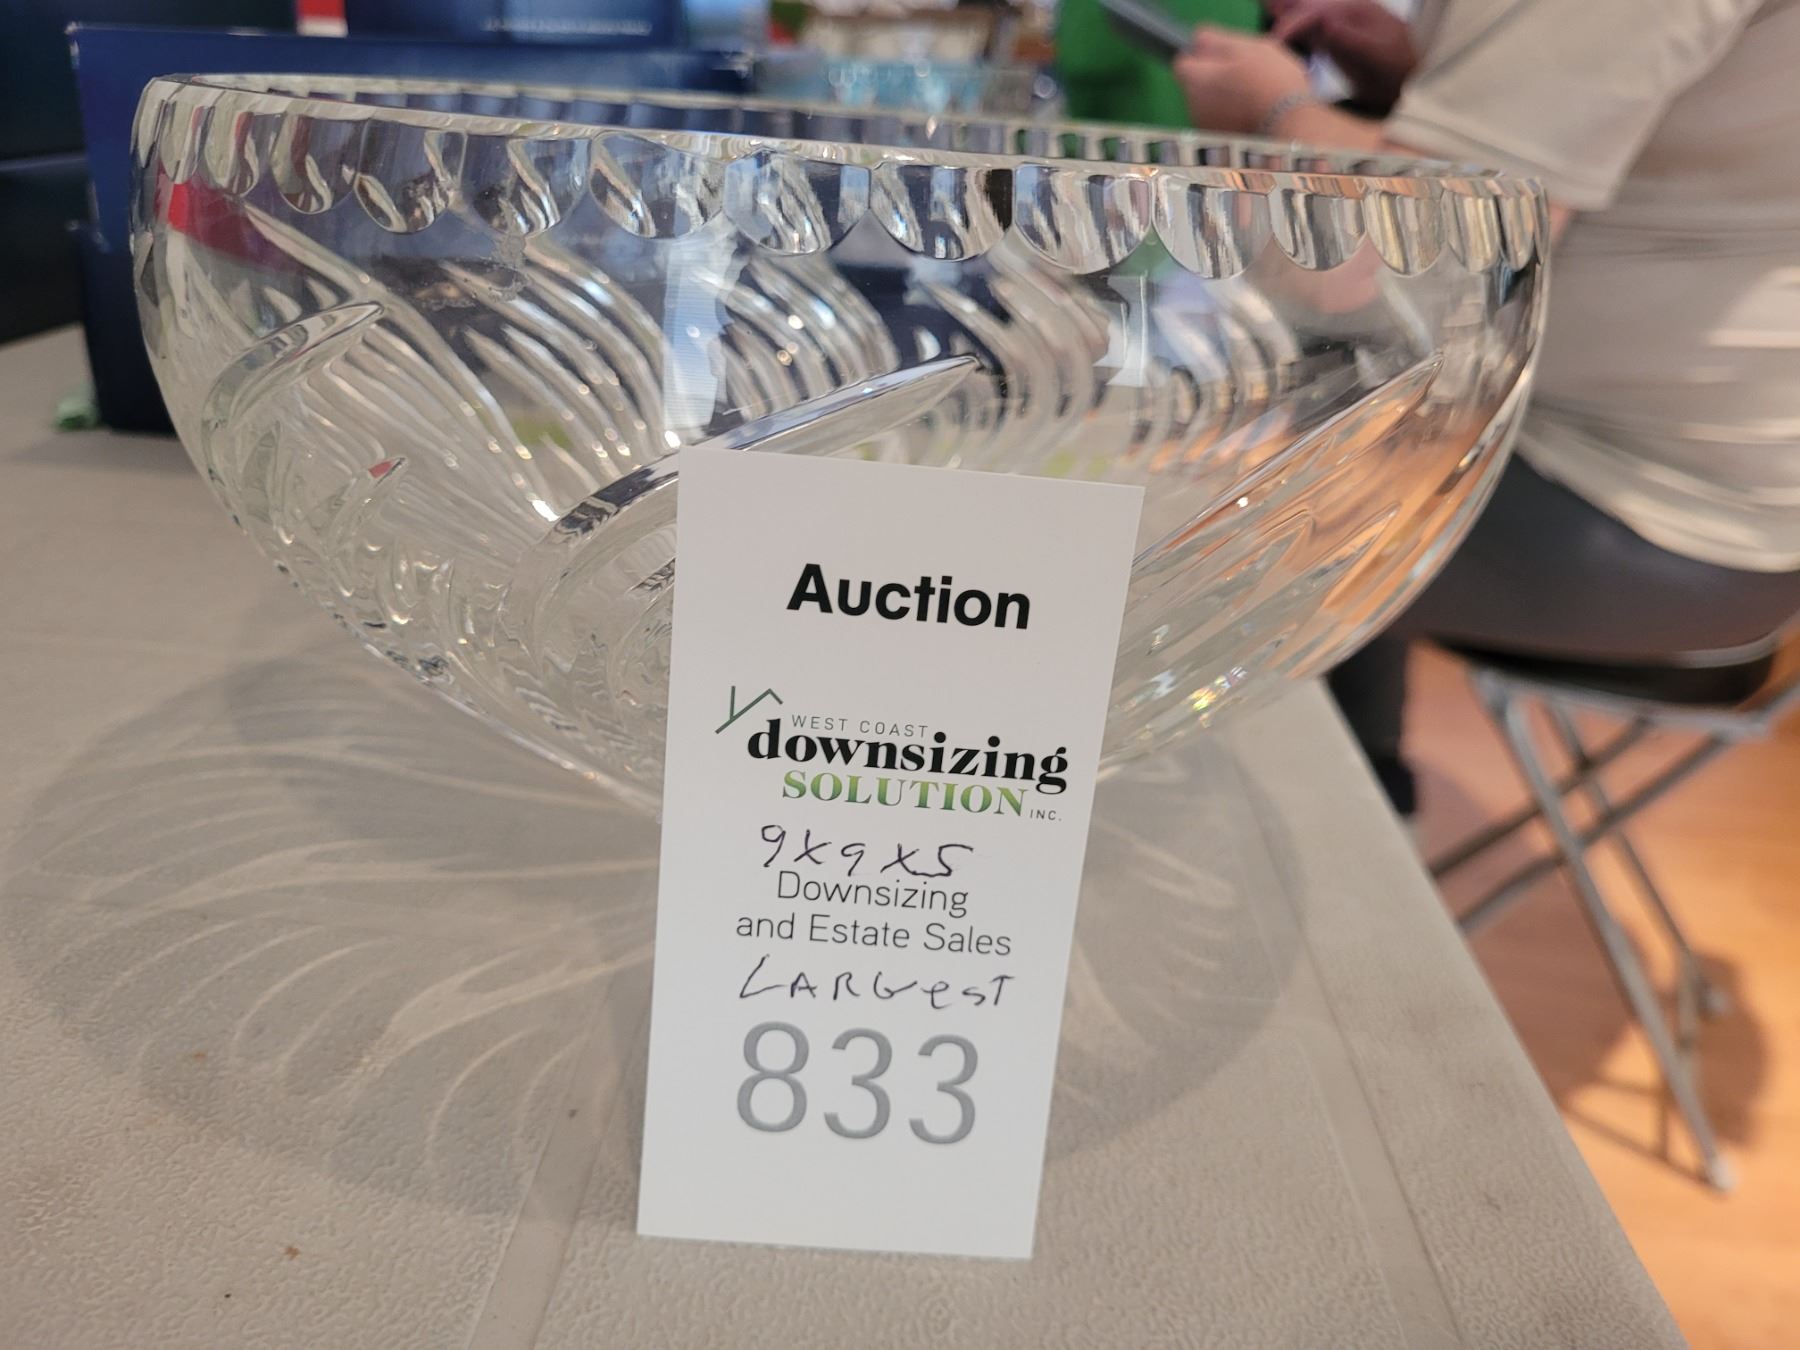 Auction
WEST COAST
downsizing
SOLUTION INC.
9x9x5
Downsizing
and Estate Sales
LARGesT
833